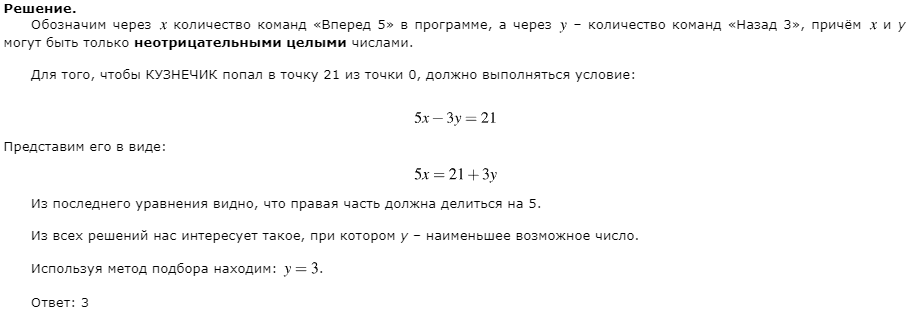 Решение.
Обозначим через x количество команд «Вперед 5» в программе, а через y – количество команд «Назад 3», причём x и y
могут быть только неотрицательными целыми числами.
Для того, чтобы КУЗНЕЧИК попал в точку 21 из точки 0, должно выполняться условие:
5x − 3y = 21
Представим его в виде:
5x = 21 + 3y
Из последнего уравнения видно, что правая часть должна делиться на 5.
Из всех решений нас интересует такое, при котором y – наименьшее возможное число.
Используя метод подбора находим: y = 3.
Ответ: 3